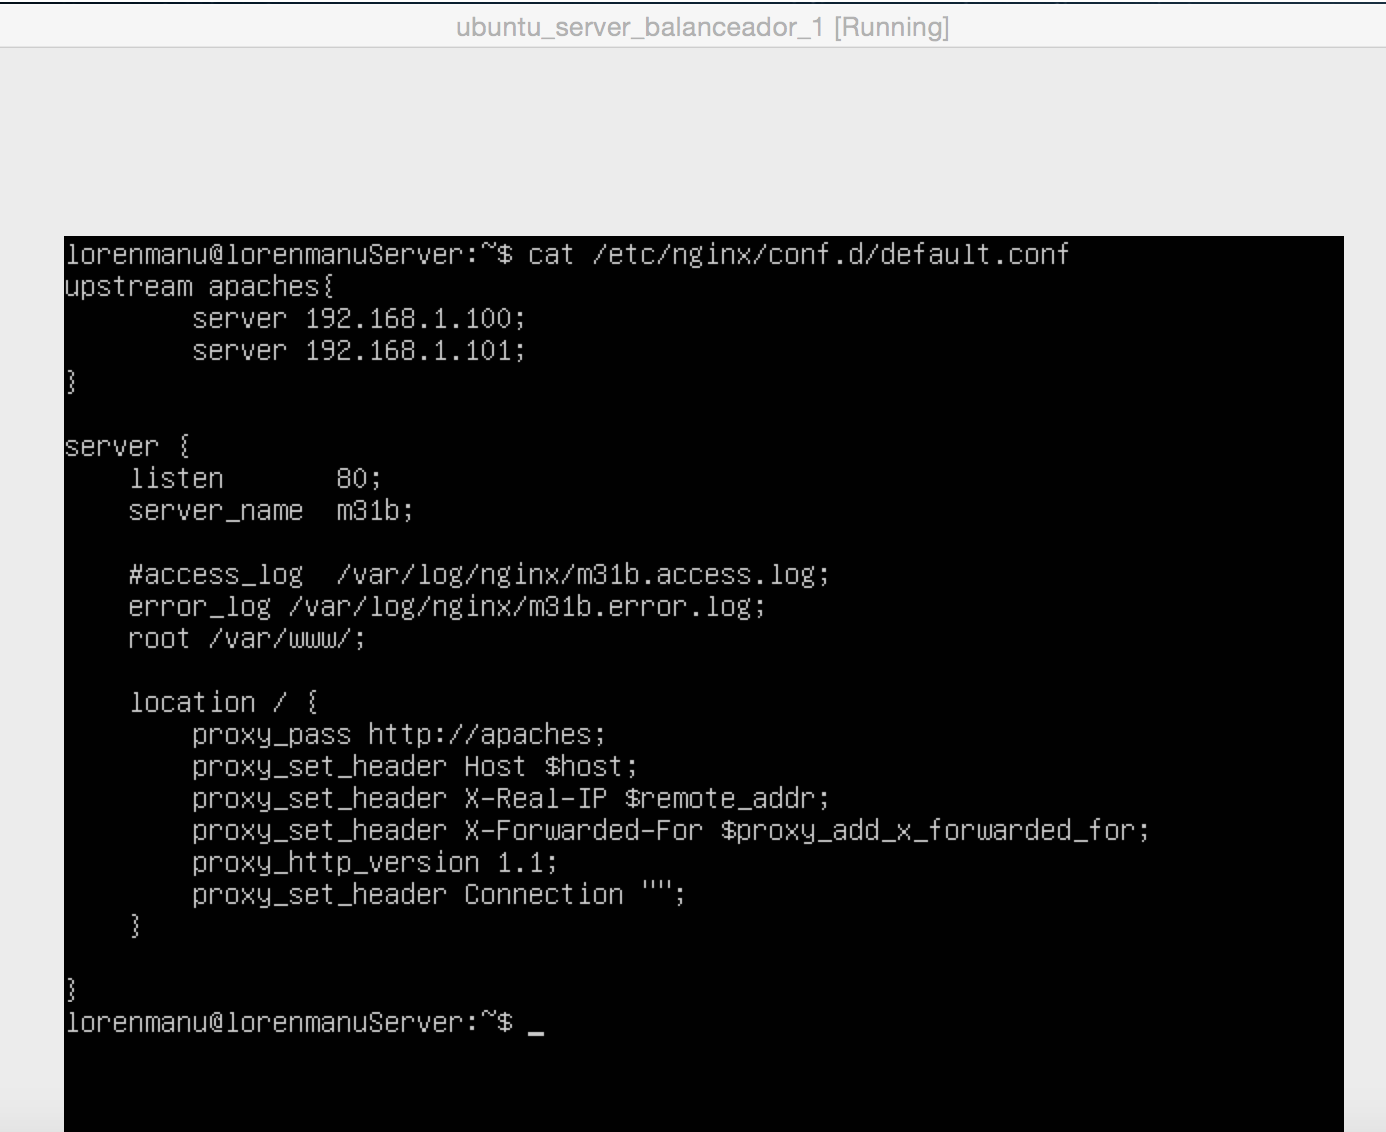 ubuntu_server_balanceador_1 [Running]
lorenmanu@lorenmanuServer:~$ cat /etc/nginx/conf.d/default.conf
upstream apaches{
        server 192.168.1.100;
        server 192.168.1.101;
}
server {
    listen       80;
    server_name  m31b;
    #access_log  /var/log/nginx/m31b.access.log;
    error_log /var/log/nginx/m31b.error.log;
    root /var/www/;
    location / {
        proxy_pass http://apaches;
        proxy_set_header Host $host;
        proxy_set_header X-Real-IP $remote_addr;
        proxy_set_header X-Forwarded-For $proxy_add_x_forwarded_for;
        proxy_http_version 1.1;
        proxy_set_header Connection "";
    }
}
lorenmanu@lorenmanuServer:~$ _